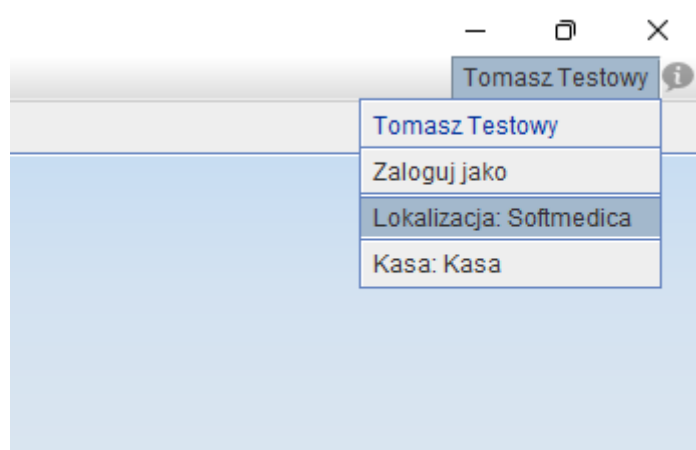 Tomasz Testowy
Tomasz Testowy
Zaloguj jako
Lokalizacja: Softmedica
Kasa: Kasa